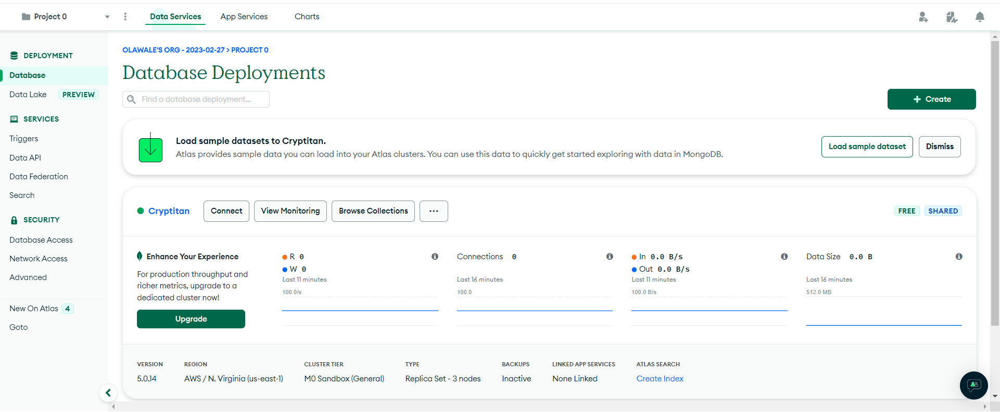 Project 0
Data Services
App Services
Charts
DEPLOYMENT
Database
Data Lake PREVIEW
SERVICES
Triggers
Data API
Data Federation
Search
SECURITY
Database Access
Network Access
Advanced
New On Atlas 4
Goto
OLAWALE'S ORG - 2023-02-27 > PROJECT 0
Database Deployments
Find a database deployment...
+ Create
Load sample datasets to Cryptitan.
Atlas provides sample data you can load into your Atlas clusters. You can use this data to quickly get started exploring with data in MongoDB.
Load sample dataset
Dismiss
Cryptitan
Connect
View Monitoring
Browse Collections
...
FREE
SHARED
Enhance Your Experience
For production throughput and
richer metrics, upgrade to a
dedicated cluster now!
Upgrade
R 0
W 0
Last 11 minutes
100.0/s
Connections 0
Last 16 minutes
100.0
In 0.0 B/s
Out 0.0 B/s
Last 11 minutes
100.0 B/s
Data Size 0.0 B
Last 16 minutes
512.0 MB
VERSION
5.0.14
REGION
AWS / N. Virginia (us-east-1)
CLUSTER TIER
M0 Sandbox (General)
TYPE
Replica Set - 3 nodes
BACKUPS
Inactive
LINKED APP SERVICES
None Linked
ATLAS SEARCH
Create Index